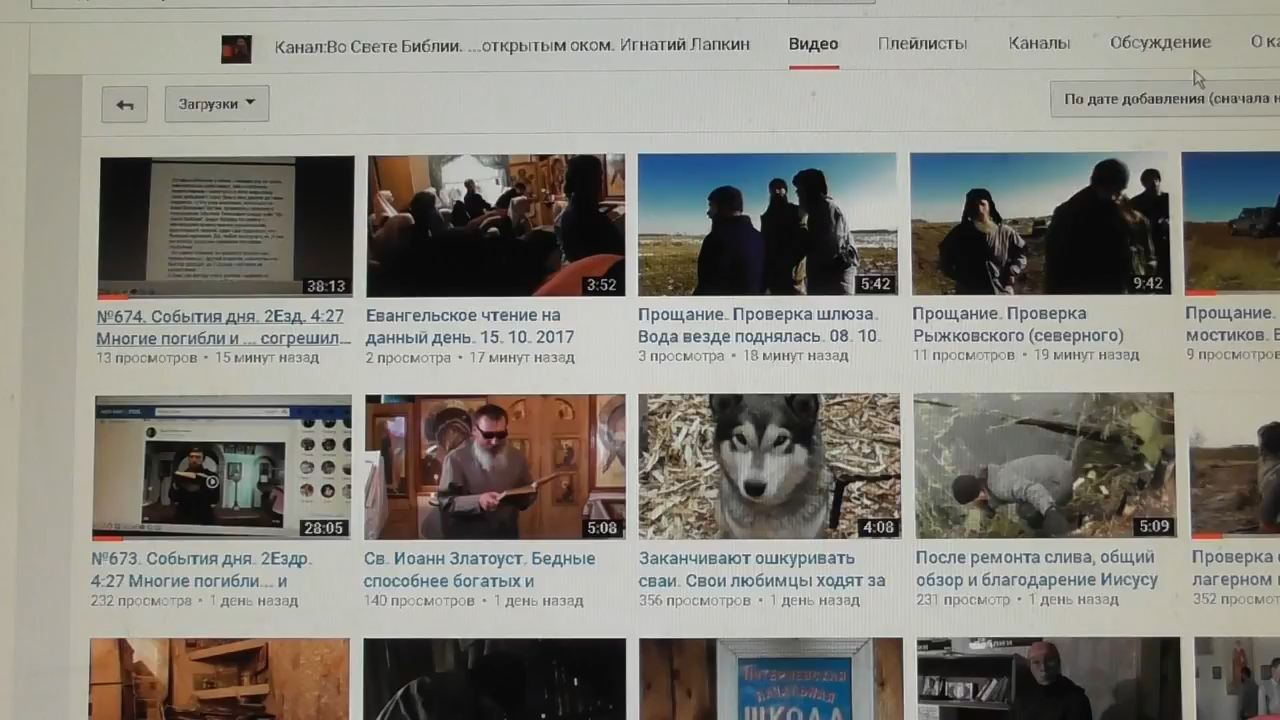 Канал:Во Свете Библии. ...открытым оком. Игнатий Лапкин
Видео
Плейлисты
Каналы
Обсуждение
О
Загрузки
По дате добавления (сначала
38:13
3:52
5:42
9:42
№674. События дня. 2Езд. 4:27
Многие погибли и ... согрешил...
13 просмотров • 15 минут назад
Евангельское чтение на
данный день. 15. 10. 2017
2 просмотра • 17 минут назад
Прощание. Проверка шлюза.
Вода везде поднялась. 08. 10.
3 просмотра • 18 минут назад
Прощание. Проверка
Рыжковского (северного)
11 просмотров • 19 минут назад
Прощание.
мостиков.
9 просмотров
28:05
5:08
4:08
5:09
№673. События дня. 2Ездр.
4:27 Многие погибли... и
232 просмотра • 1 день назад
Св. Иоанн Златоуст. Бедные
способнее богатых и
140 просмотров • 1 день назад
Заканчивают ошкуривать
сваи. Свои любимцы ходят за
356 просмотров • 1 день назад
После ремонта слива, общий
обзор и благодарение Иисусу
231 просмотр • 1 день назад
Проверка
лагерном
352
Потеряевская
начальная
школа